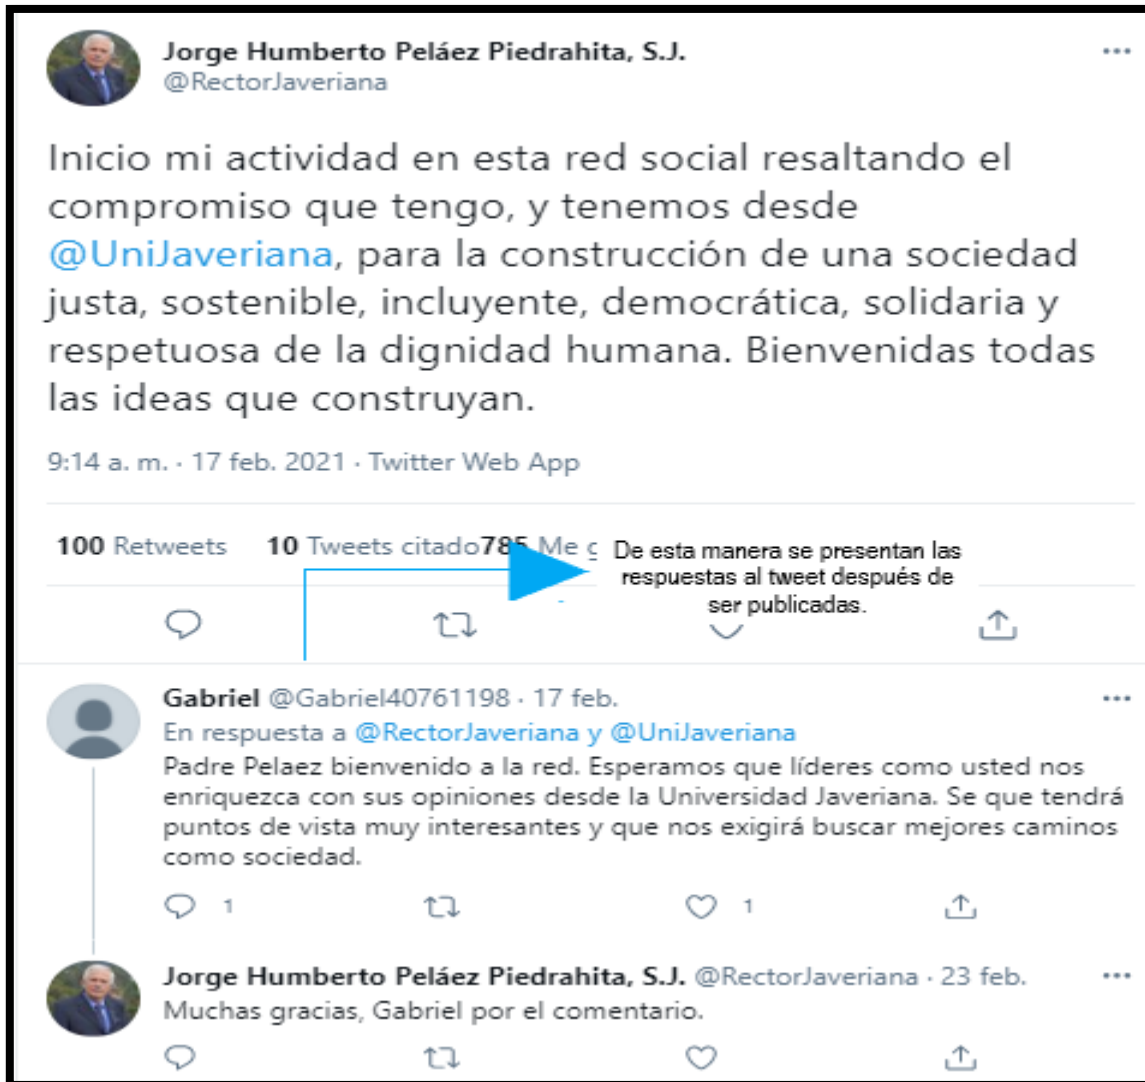 Jorge Humberto Peláez Piedrahita, S.J.
@RectorJaveriana
Inicio mi actividad en esta red social resaltando el
compromiso que tengo, y tenemos desde
@UniJaveriana, para la construcción de una sociedad
justa, sostenible, incluyente, democrática, solidaria y
respetuosa de la dignidad humana. Bienvenidas todas
las ideas que construyan.
9:14 a. m. · 17 feb. 2021 · Twitter Web App
100 Retweets 10 Tweets citado 785 Me
De esta manera se presentan las
respuestas al tweet después de
ser publicadas.
Gabriel @Gabriel40761198 · 17 feb.
En respuesta a @RectorJaveriana y @UniJaveriana
Padre Pelaez bienvenido a la red. Esperamos que líderes como usted nos
enriquezca con sus opiniones desde la Universidad Javeriana. Se que tendrá
puntos de vista muy interesantes y que nos exigirá buscar mejores caminos
como sociedad.
1 1
Jorge Humberto Peláez Piedrahita, S.J. @RectorJaveriana · 23 feb.
Muchas gracias, Gabriel por el comentario.